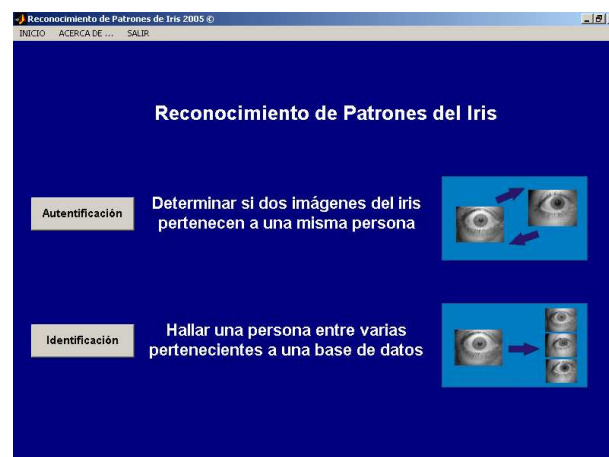 Reconocimiento de Patrones de Iris 2005 ©
INICIO ACERCA DE ... SALIR
Reconocimiento de Patrones del Iris
Autentificación
Determinar si dos imágenes del iris
pertenecen a una misma persona
Identificación
Hallar una persona entre varias
pertenecientes a una base de datos